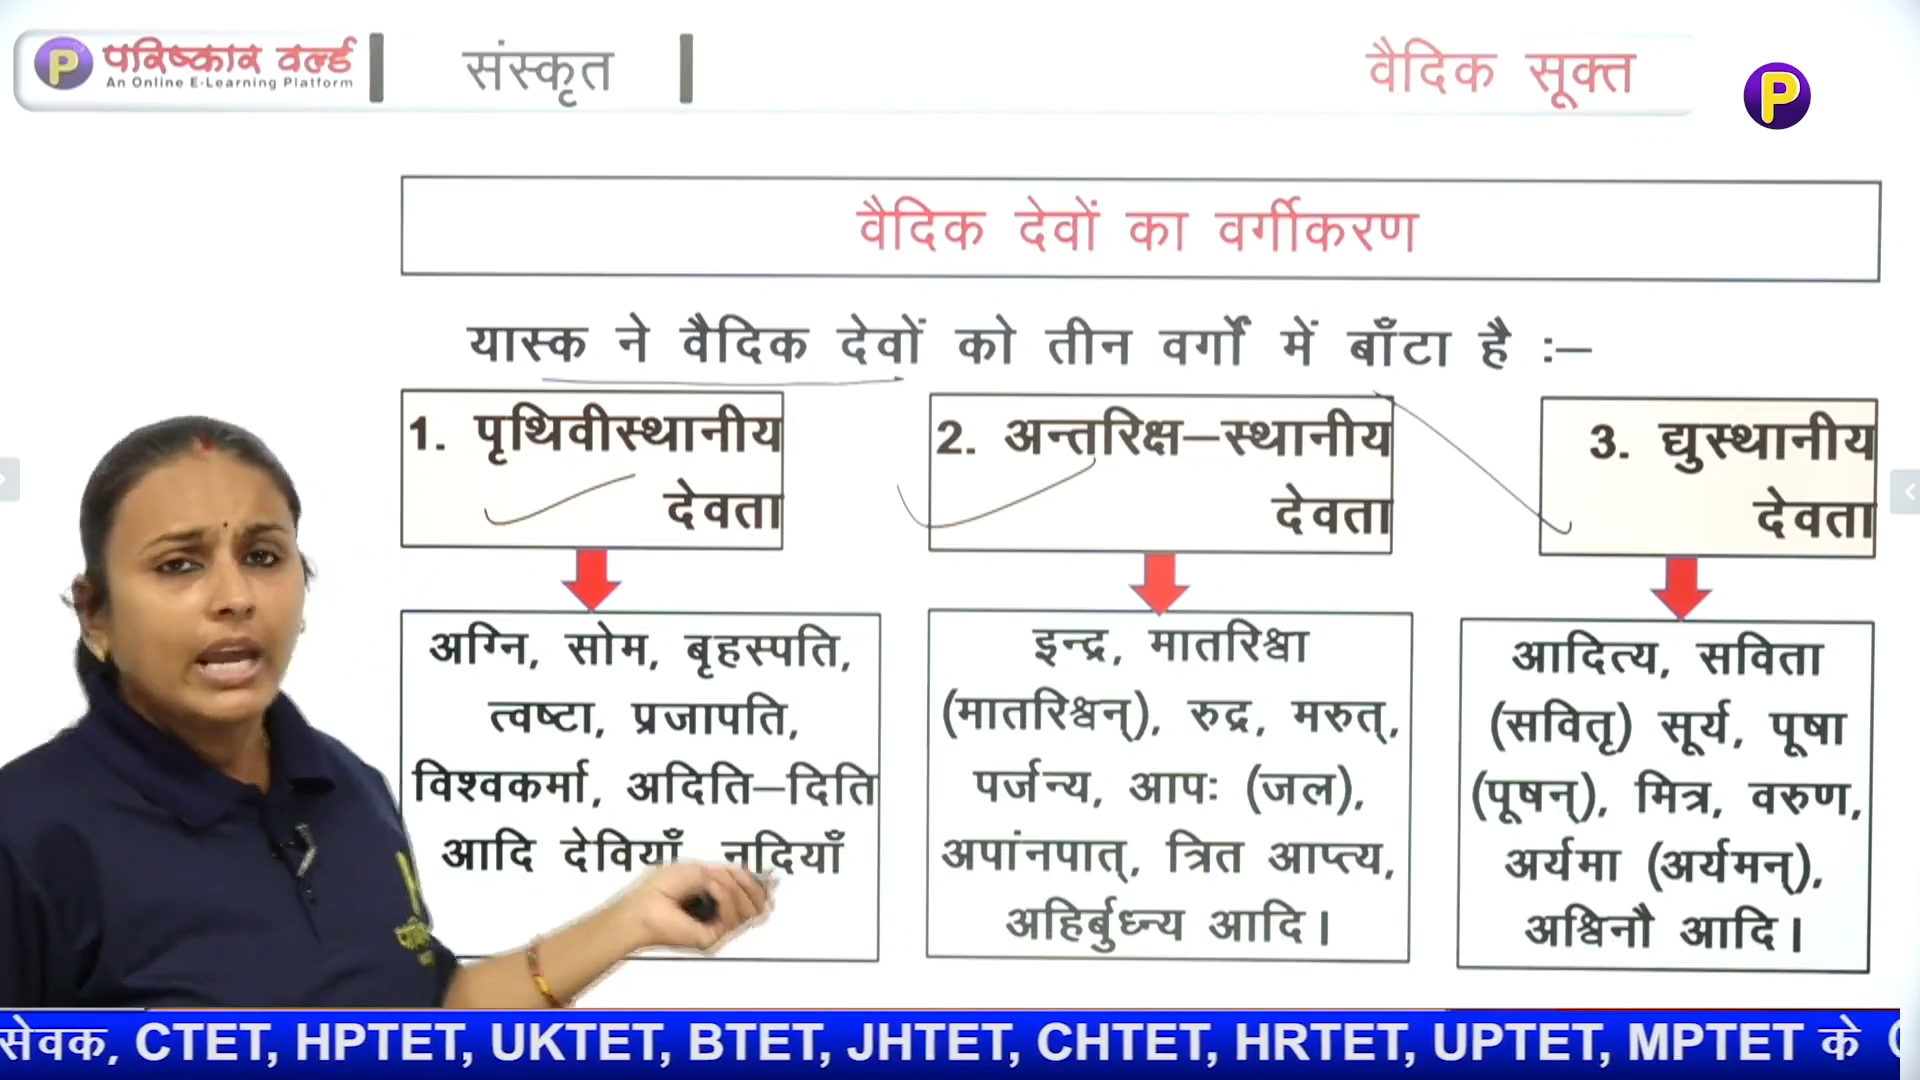 परिष्कार वर्ल्ड
An Online E-Learning Platform
संस्कृत
वैदिक सूक्त
P
P
वैदिक देवों का वर्गीकरण
यास्क ने वैदिक देवों को तीन वर्गों में बाँटा है :–
1. पृथिवीस्थानीय
देवता
2. अन्तरिक्ष–स्थानीय
देवता
3. द्युस्थानीय
देवता
अग्नि, सोम, बृहस्पति,
त्वष्टा, प्रजापति,
विश्वकर्मा, अदिति–दिति
आदि देवियाँ नदियाँ
इन्द्र, मातरिश्वा
(मातरिश्वन्), रुद्र, मरुत्,
पर्जन्य, आपः (जल),
अपांनपात्, त्रित आप्त्य,
अहिर्बुध्न्य आदि।
आदित्य, सविता
(सवितृ) सूर्य, पूषा
(पूषन्), मित्र, वरुण,
अर्यमा (अर्यमन्),
अश्विनौ आदि।
सेवक, CTET, HPTET, UKTET, BTET, JHTET, CHTET, HRTET, UPTET, MPTET के